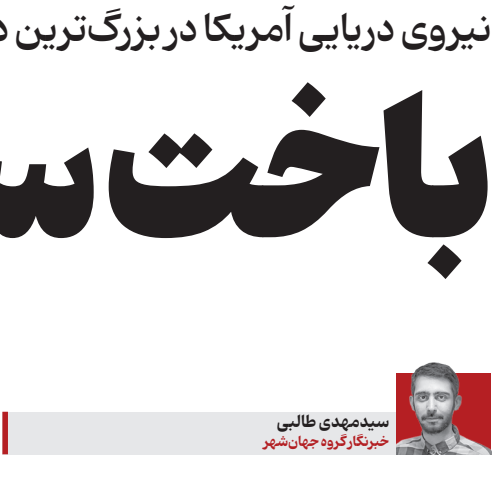 نیروی دریایی آمریکا در بزرگ‌ترین
باخت
سیدمهدی طالبی
خبرنگار گروه جهان‌شهر